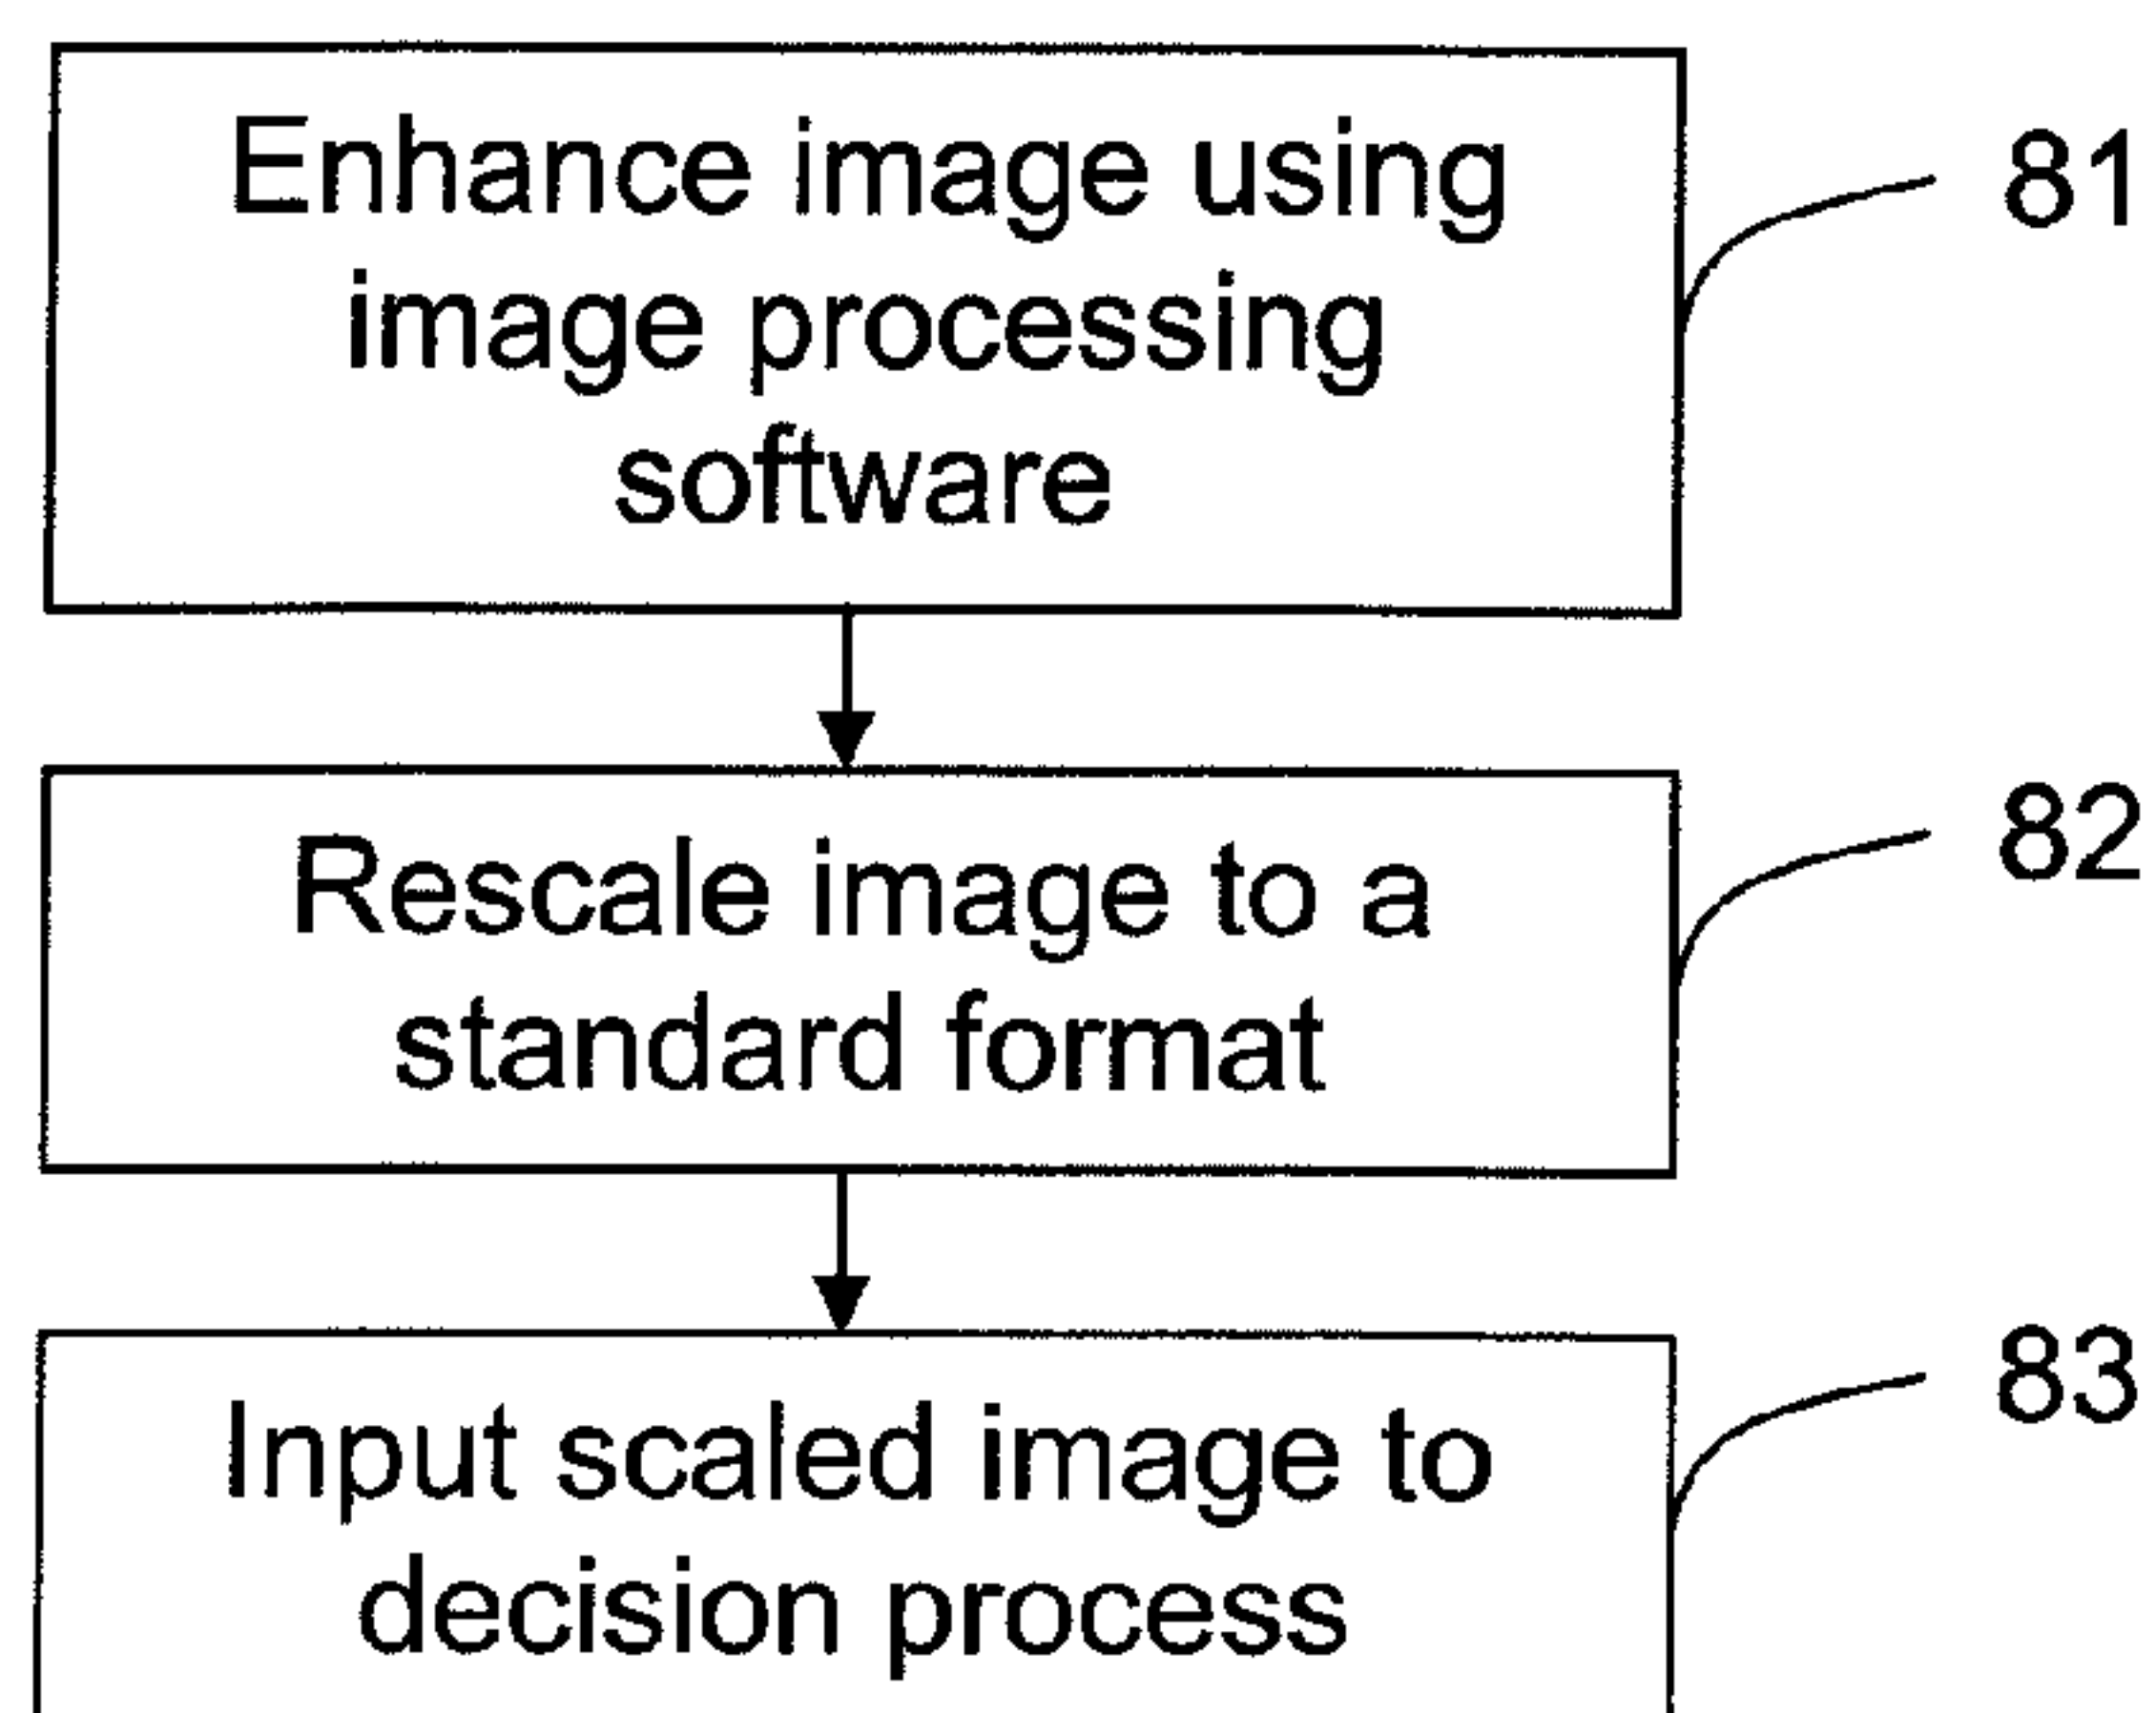 Enhance image using
image processing
software
81
Rescale image to a
standard format
82
Input scaled image to
decision process
83